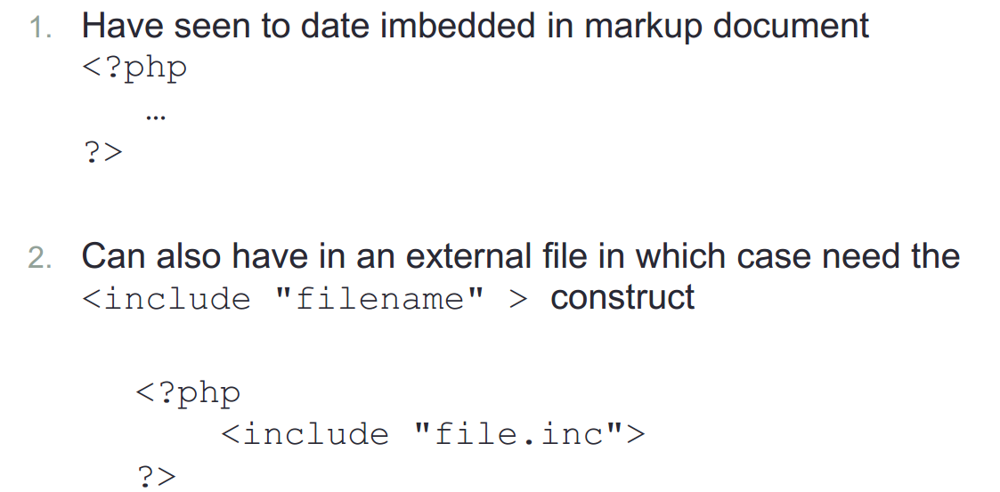 1. Have seen to date imbedded in markup document
<?php
…
?>
2. Can also have in an external file in which case need the
<include "filename" > construct
<?php
<include "file.inc">
?>